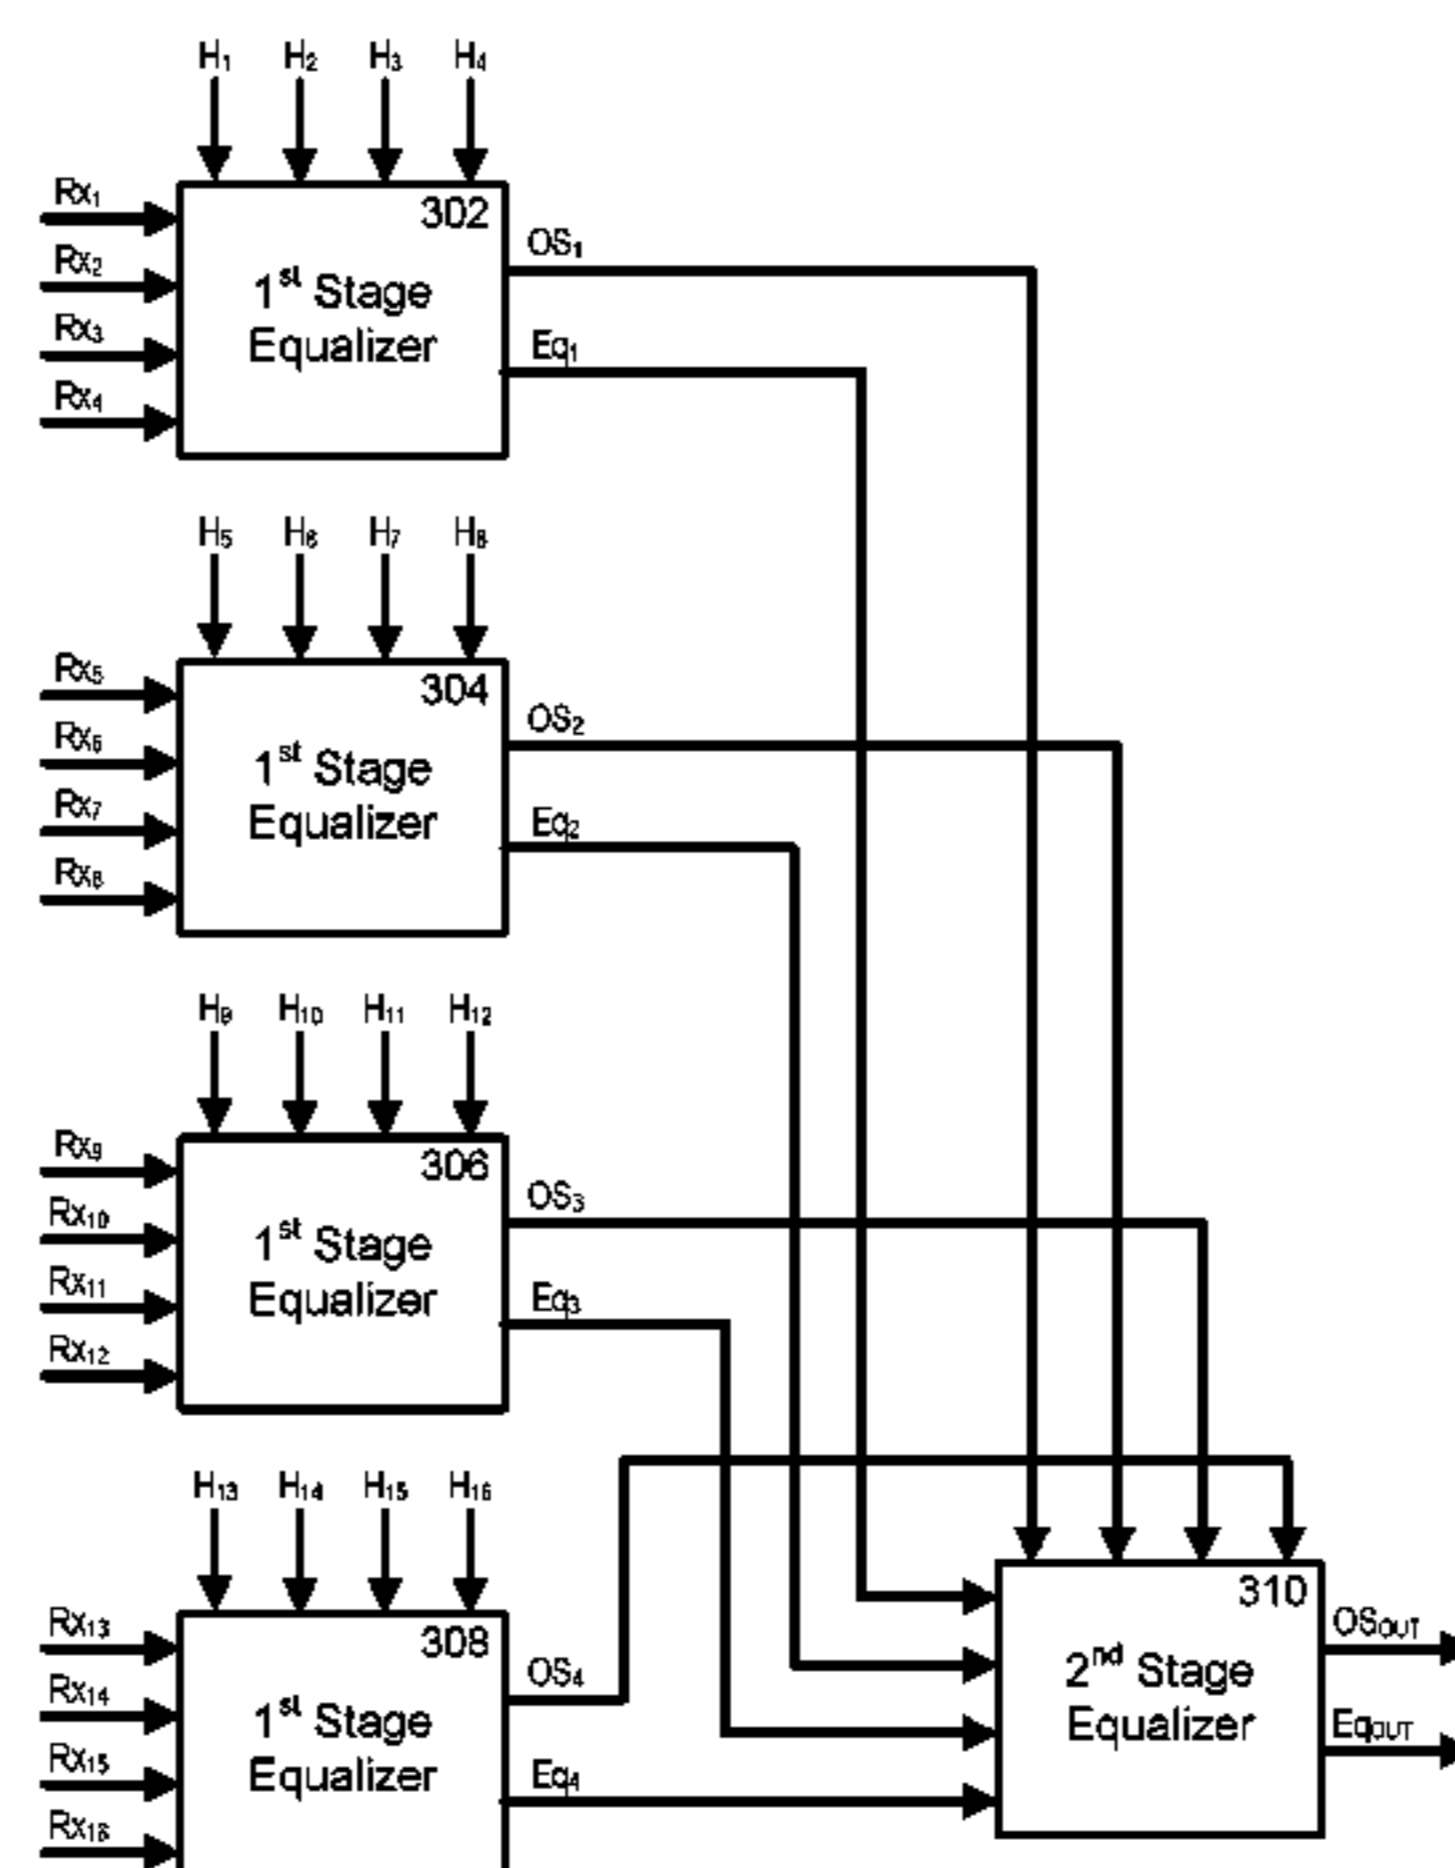 H₁ H₂ H₃ H₄
Rx₁
Rx₂
Rx₃
Rx₄
302
1st Stage
Equalizer
OS₁
Eq₁
H₅ H₆ H₇ H₈
Rx₅
Rx₆
Rx₇
Rx₈
304
1st Stage
Equalizer
OS₂
Eq₂
H₉ H₁₀ H₁₁ H₁₂
Rx₉
Rx₁₀
Rx₁₁
Rx₁₂
306
1st Stage
Equalizer
OS₃
Eq₃
H₁₃ H₁₄ H₁₅ H₁₆
Rx₁₃
Rx₁₄
Rx₁₅
Rx₁₆
308
1st Stage
Equalizer
OS₄
Eq₄
310
2nd Stage
Equalizer
OSOUT
EqOUT